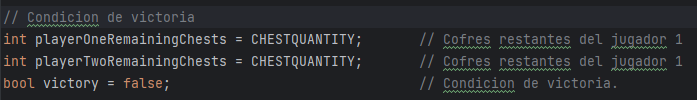 // Condicion de victoria
int playerOneRemainingChests = CHESTQUANTITY; // Cofres restantes del jugador 1
int playerTwoRemainingChests = CHESTQUANTITY; // Cofres restantes del jugador 1
bool victory = false; // Condicion de victoria.